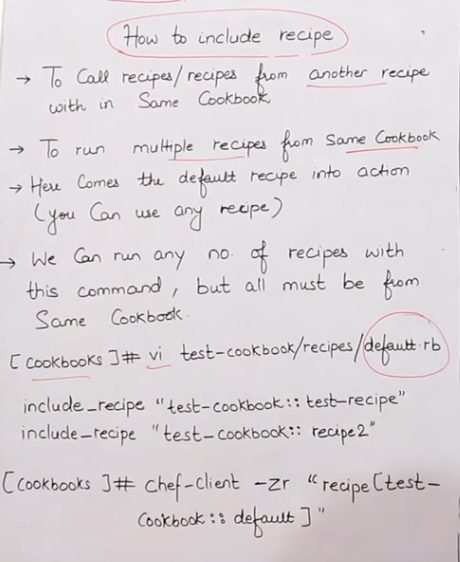 How to include recipe
→ To Call recipes/recipes from another recipe
with in Same Cookbook
→ To run multiple recipes from Same Cookbook
→ Here Comes the default recipe into action
(you Can use any recipe)
→ We Can run any no. of recipes with
this command, but all must be from
Same Cookbook.
[cookbooks]# vi test-cookbook/recipes/default.rb
include_recipe "test-cookbook::test-recipe"
include_recipe "test-cookbook::recipe2"
[cookbooks]# chef-client -zr "recipe[test-
cookbook::default]"